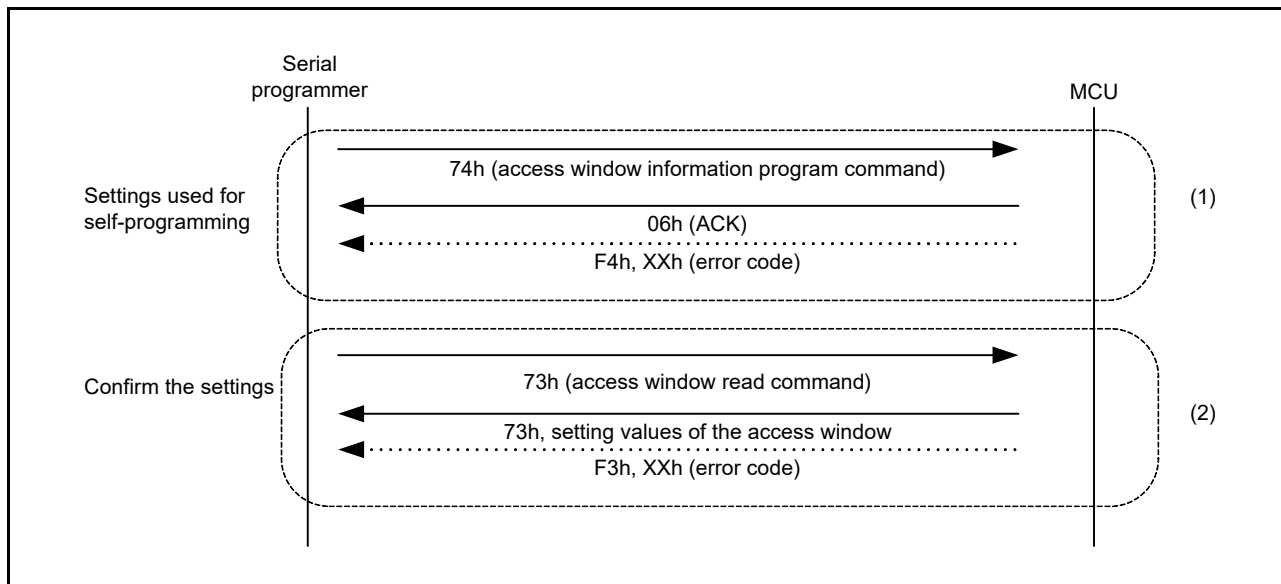 Serial
programmer
MCU
74h (access window information program command)
Settings used for
self-programming
(1)
06h (ACK)
F4h, XXh (error code)
73h (access window read command)
Confirm the settings
(2)
73h, setting values of the access window
F3h, XXh (error code)